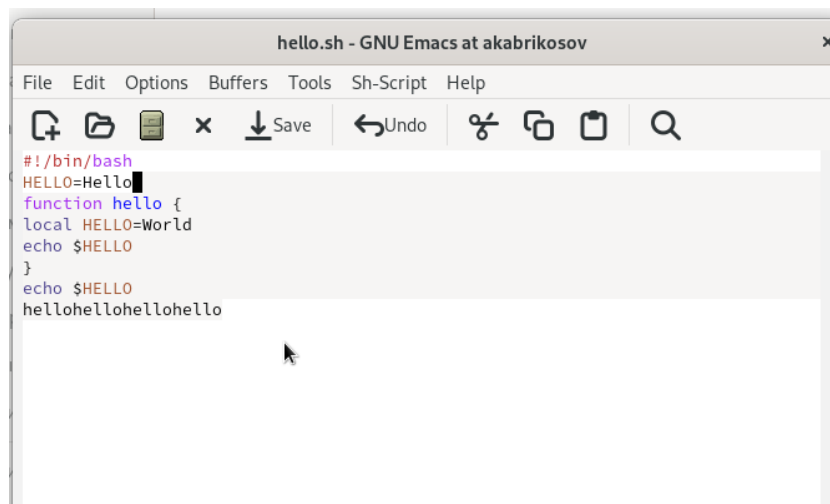 hello.sh - GNU Emacs at akabrikosov
File Edit Options Buffers Tools Sh-Script Help
Save Undo
#!/bin/bash
HELLO=Hello
function hello {
local HELLO=World
echo $HELLO
}
echo $HELLO
hellohellohellohello